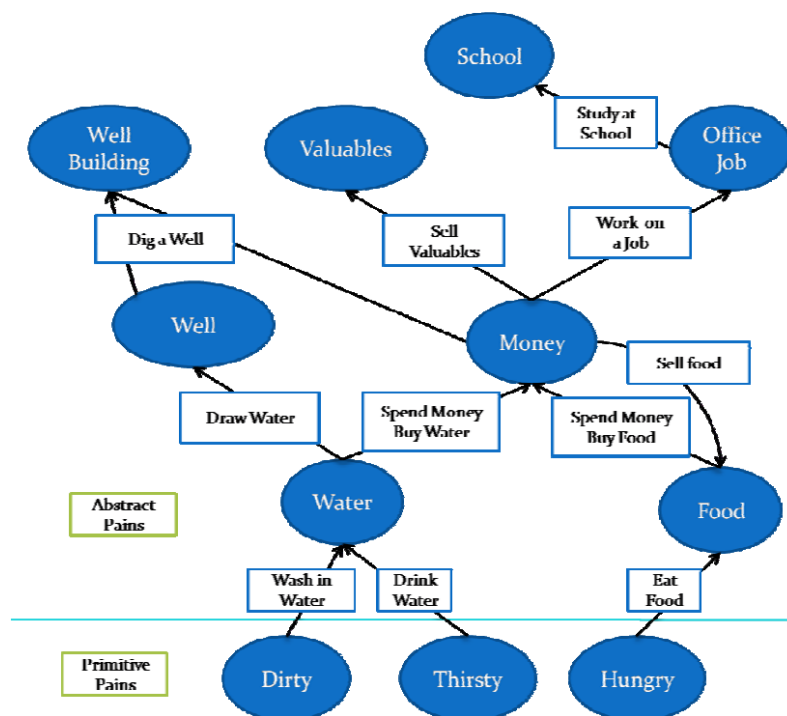 School
Study at
School
Well
Building
Valuables
Office
Job
Dig a Well
Sell
Valuables
Work on
a Job
Well
Money
Sell food
Draw Water
Spend Money
Buy Water
Spend Money
Buy Food
Abstract
Pains
Water
Food
Wash in
Water
Drink
Water
Eat
Food
Primitive
Pains
Dirty
Thirsty
Hungry